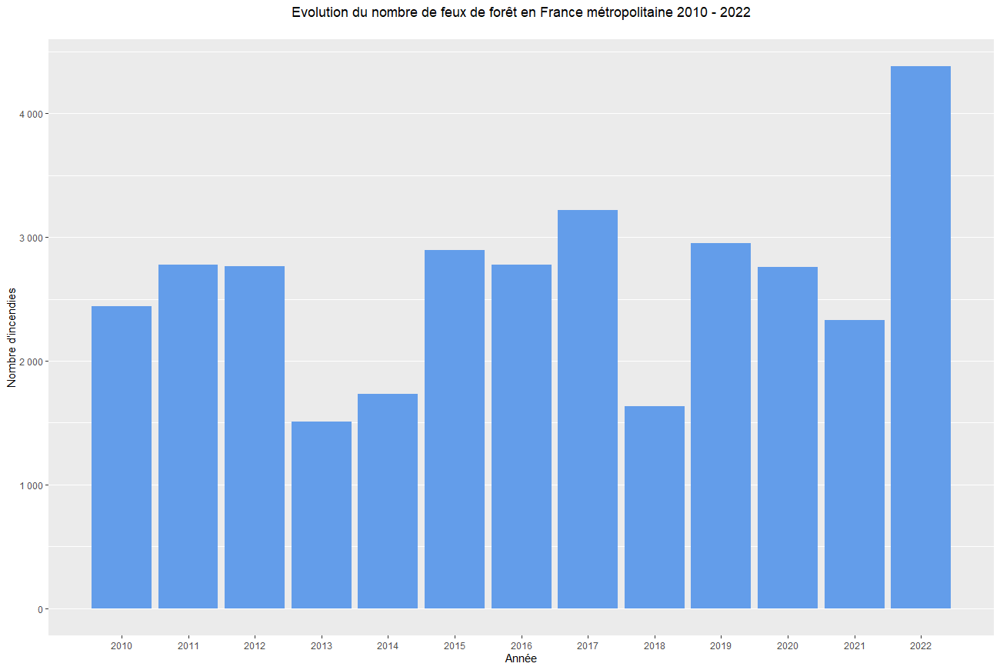 Evolution du nombre de feux de forêt en France métropolitaine 2010 - 2022
Nombre d'incendies
4 000
3 000
2 000
1 000
0
2010 2011 2012 2013 2014 2015 2016 2017 2018 2019 2020 2021 2022
Année